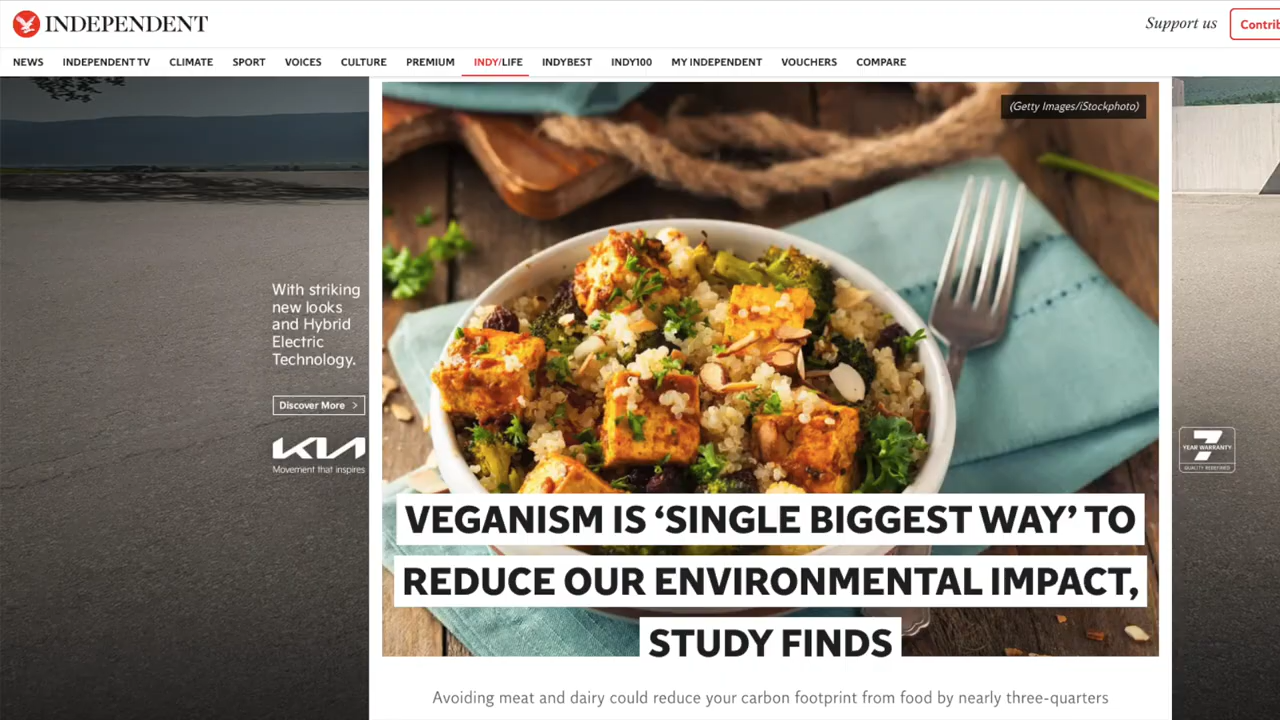 INDEPENDENT
Support us
Contrib
NEWS INDEPENDENT TV CLIMATE SPORT VOICES CULTURE PREMIUM INDY/LIFE INDYBEST INDY100 MY INDEPENDENT VOUCHERS COMPARE
(Getty Images/iStockphoto)
With striking
new looks
and Hybrid
Electric
Technology.
Discover More >
KIA
Movement that inspires
7
YEAR WARRANTY
QUALITY REDEFINED
VEGANISM IS ‘SINGLE BIGGEST WAY’ TO
REDUCE OUR ENVIRONMENTAL IMPACT,
STUDY FINDS
Avoiding meat and dairy could reduce your carbon footprint from food by nearly three-quarters